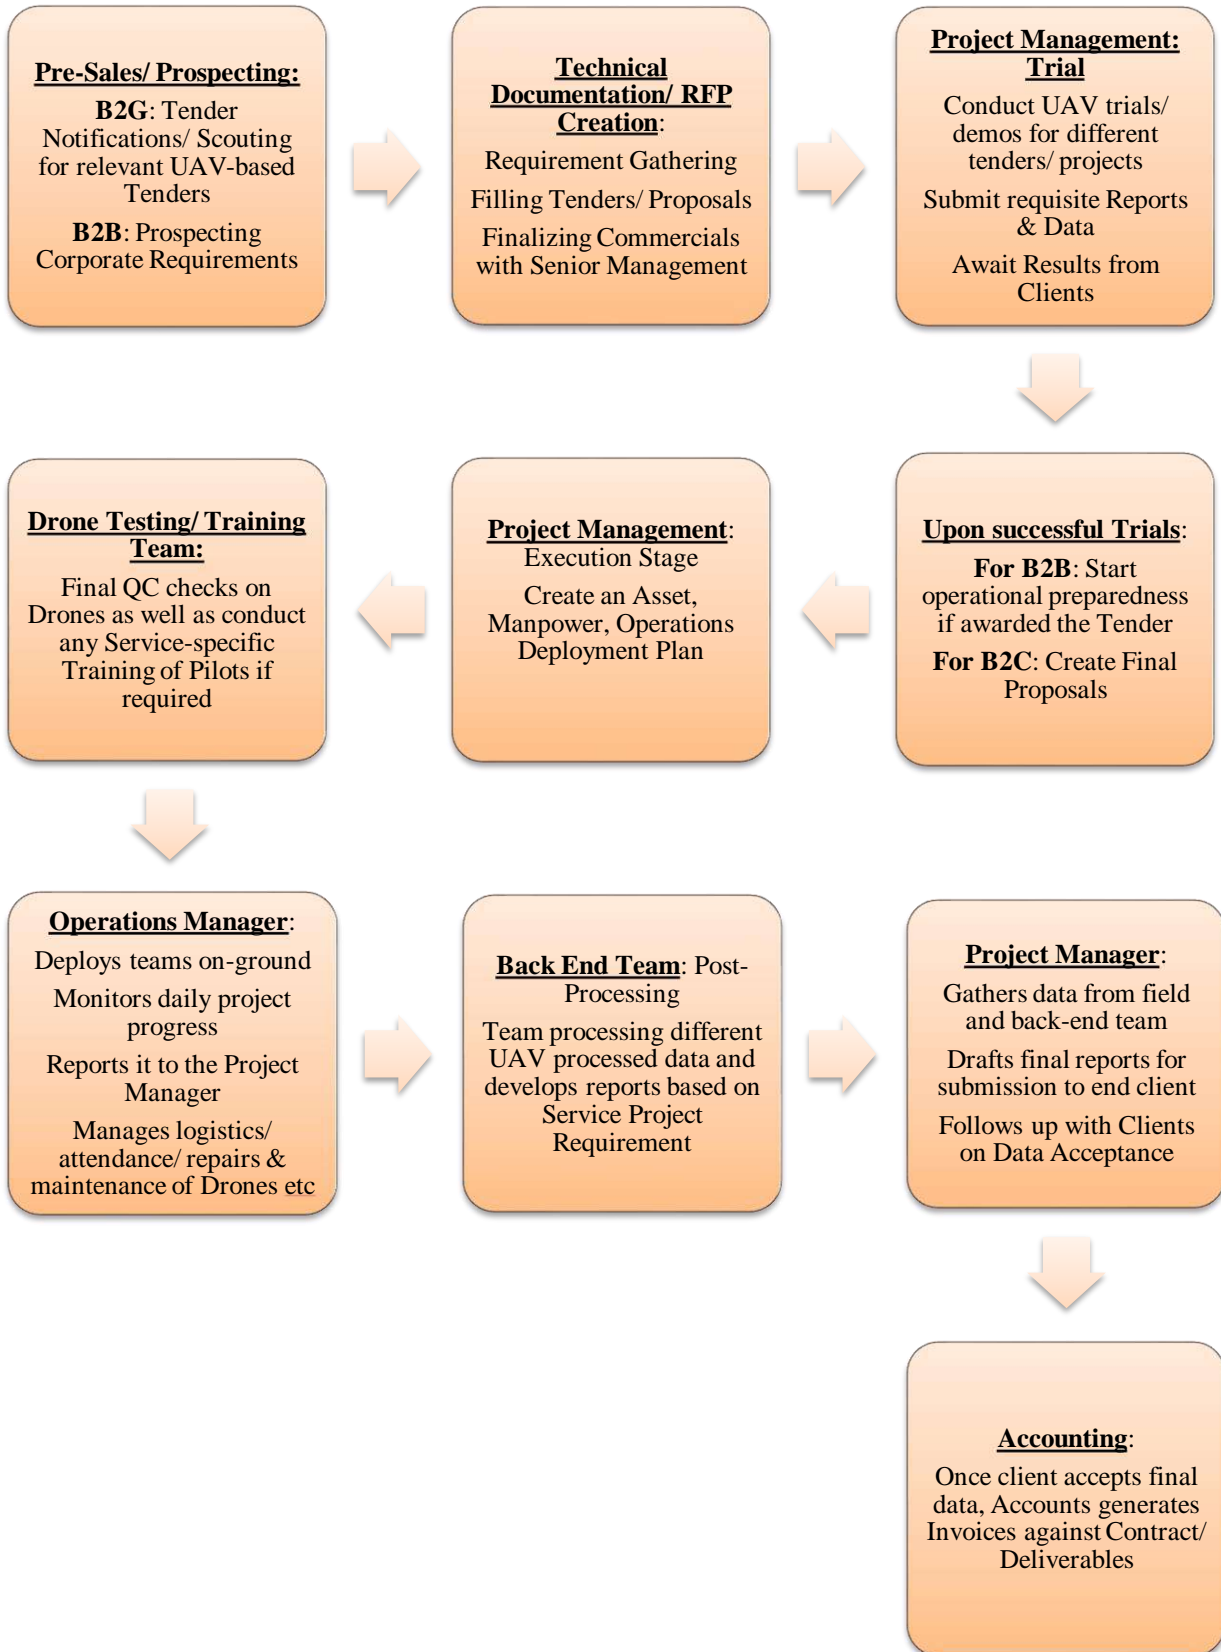 Pre-Sales/ Prospecting:
B2G: Tender
Notifications/ Scouting
for relevant UAV-based
Tenders
B2B: Prospecting
Corporate Requirements
Technical
Documentation/ RFP
Creation:
Requirement Gathering
Filling Tenders/ Proposals
Finalizing Commercials
with Senior Management
Project Management:
Trial
Conduct UAV trials/
demos for different
tenders/ projects
Submit requisite Reports
& Data
Await Results from
Clients
Upon successful Trials:
For B2B: Start
operational preparedness
if awarded the Tender
For B2C: Create Final
Proposals
Project Management:
Execution Stage
Create an Asset,
Manpower, Operations
Deployment Plan
Drone Testing/ Training
Team:
Final QC checks on
Drones as well as conduct
any Service-specific
Training of Pilots if
required
Operations Manager:
Deploys teams on-ground
Monitors daily project
progress
Reports it to the Project
Manager
Manages logistics/
attendance/ repairs &
maintenance of Drones etc
Back End Team: Post-
Processing
Team processing different
UAV processed data and
develops reports based on
Service Project
Requirement
Project Manager:
Gathers data from field
and back-end team
Drafts final reports for
submission to end client
Follows up with Clients
on Data Acceptance
Accounting:
Once client accepts final
data, Accounts generates
Invoices against Contract/
Deliverables